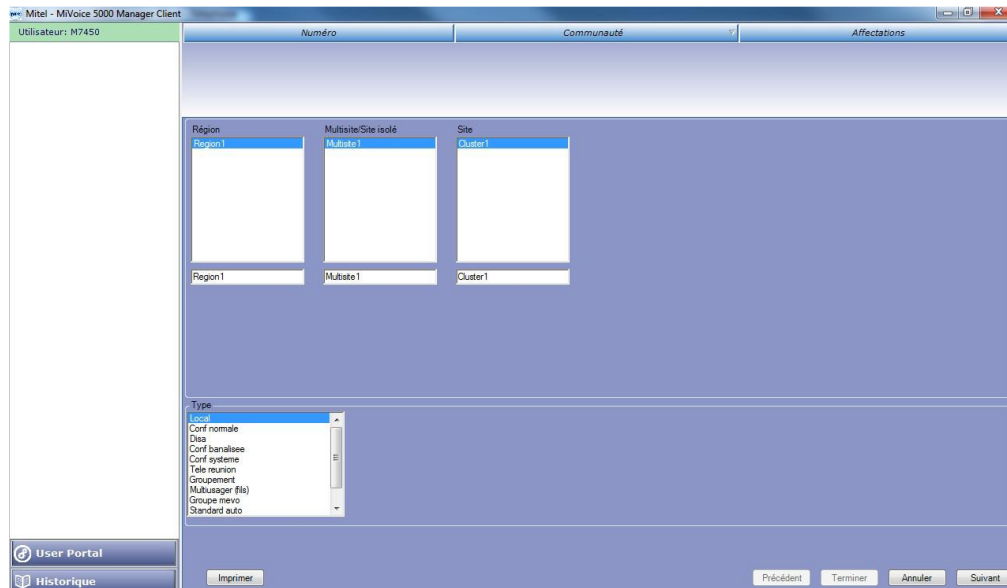 Mitel - MiVoice 5000 Manager Client
Utilisateur: M7450
Numéro
Communauté
Affectations
Région
Multisite/Site isolé
Site
Region1
Multisite1
Cluster1
Region1
Multisite1
Cluster1
Type
Local
Conf normale
Disa
Conf banalisee
Conf systeme
Tele reunion
Groupement
Multiusager (fils)
Groupe mevo
Standard auto
User Portal
Historique
Imprimer
Précédent
Terminer
Annuler
Suivant